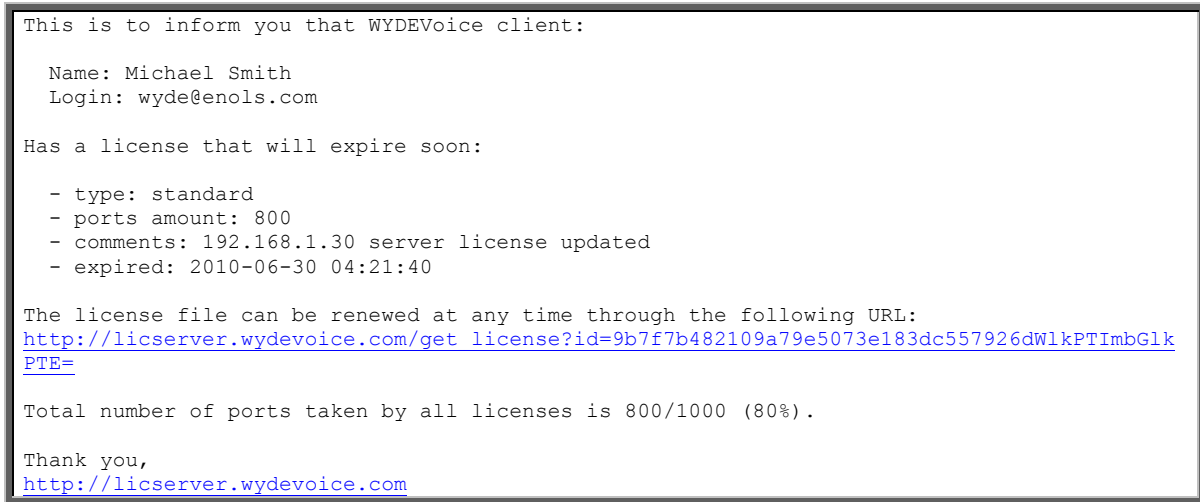 This is to inform you that WYDEVoice client:
Name: Michael Smith
Login: wyde@enols.com
Has a license that will expire soon:
- type: standard
- ports amount: 800
- comments: 192.168.1.30 server license updated
- expired: 2010-06-30 04:21:40
The license file can be renewed at any time through the following URL:
http://licserver.wydevoice.com/get_license?id=9b7f7b482109a79e5073e183dc557926dWlkPTImbGlk
PTE=
Total number of ports taken by all licenses is 800/1000 (80%).
Thank you,
http://licserver.wydevoice.com